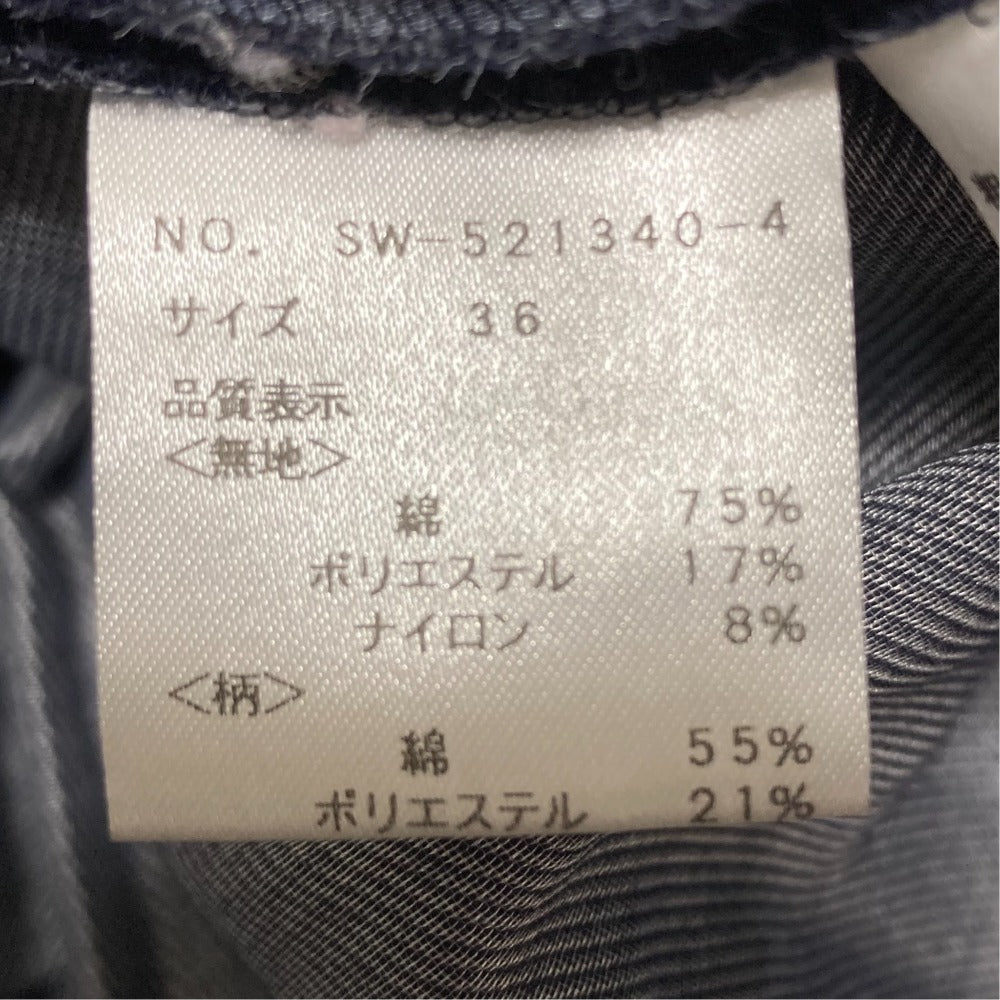 NO. SW-521340-4
サイズ 36
品質表示
<無地>
綿 75%
ポリエステル 17%
ナイロン 8%
<柄>
綿 55%
ポリエステル 21%